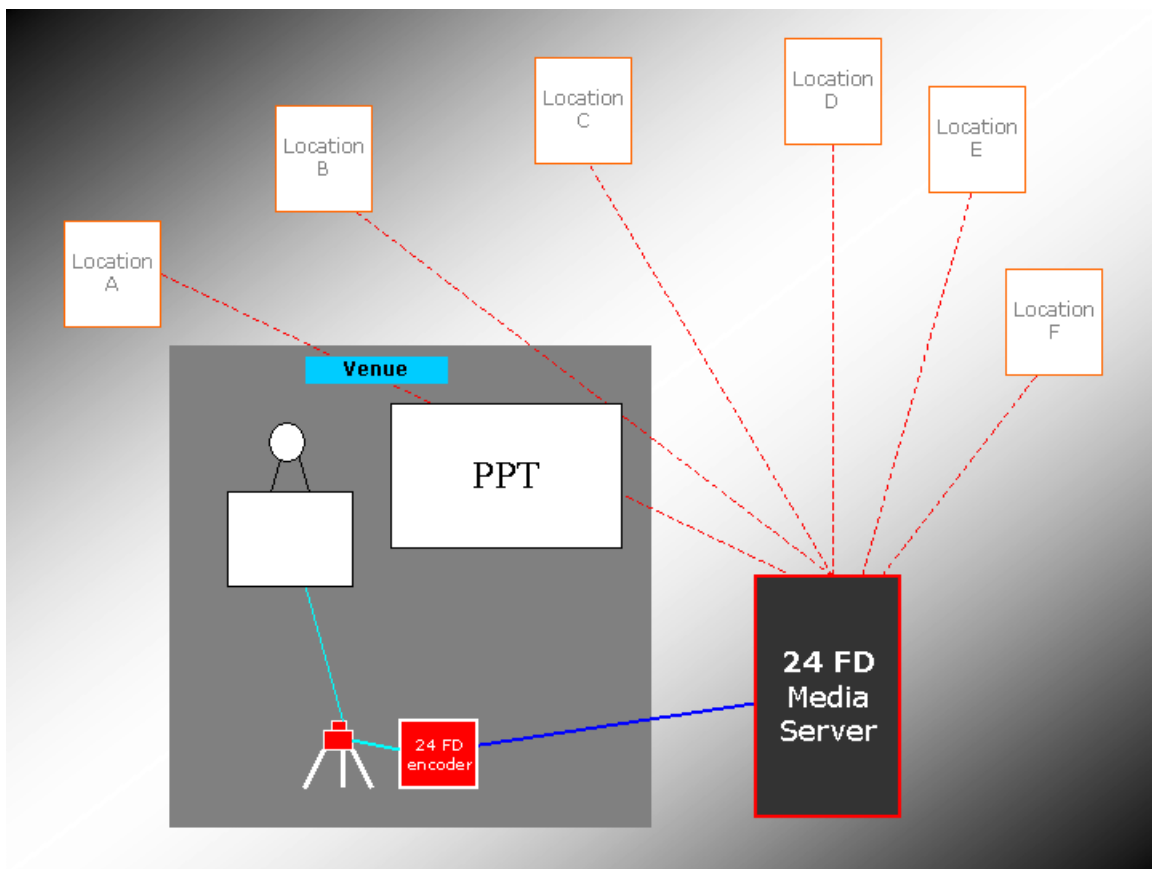 Location
A
Location
B
Location
C
Location
D
Location
E
Location
F
Venue
PPT
24 FD
encoder
24 FD
Media
Server